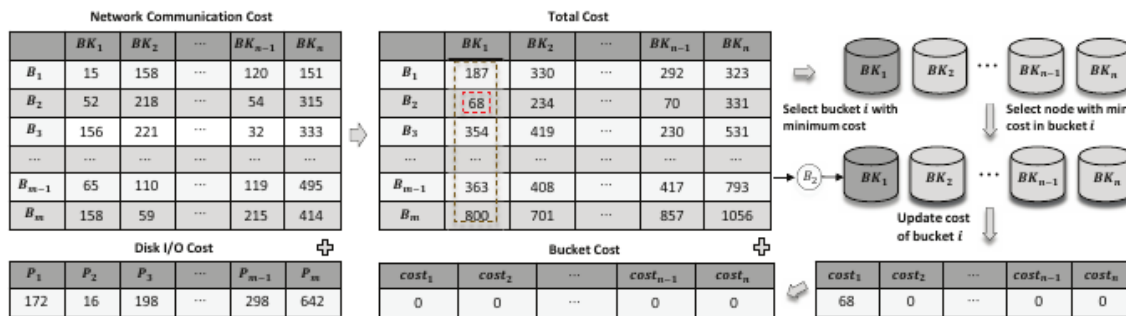 Network Communication Cost
BK₁ BK₂ ⋯ BKₙ₋₁ BKₙ
B₁ 15 158 ⋯ 120 151
B₂ 52 218 ⋯ 54 315
B₃ 156 221 ⋯ 32 333
⋯ ⋯ ⋯ ⋯ ⋯ ⋯
Bₘ₋₁ 65 110 ⋯ 119 495
Bₘ 158 59 ⋯ 215 414
Disk I/O Cost
P₁ P₂ P₃ ⋯ Pₘ₋₁ Pₘ
172 16 198 ⋯ 298 642
Total Cost
BK₁ BK₂ ⋯ BKₙ₋₁ BKₙ
B₁ 187 330 ⋯ 292 323
B₂ 68 234 ⋯ 70 331
B₃ 354 419 ⋯ 230 531
⋯ ⋯ ⋯ ⋯ ⋯ ⋯
Bₘ₋₁ 363 408 ⋯ 417 793
Bₘ 800 701 ⋯ 857 1056
Bucket Cost
cost₁ cost₂ ⋯ costₙ₋₁ costₙ
0 0 ⋯ 0 0
BK₁ BK₂ ⋯ BKₙ₋₁ BKₙ
Select bucket i with
minimum cost
Select node with min
cost in bucket i
B₂ BK₁ BK₂ ⋯ BKₙ₋₁ BKₙ
Update cost
of bucket i
cost₁ cost₂ ⋯ costₙ₋₁ costₙ
68 0 ⋯ 0 0